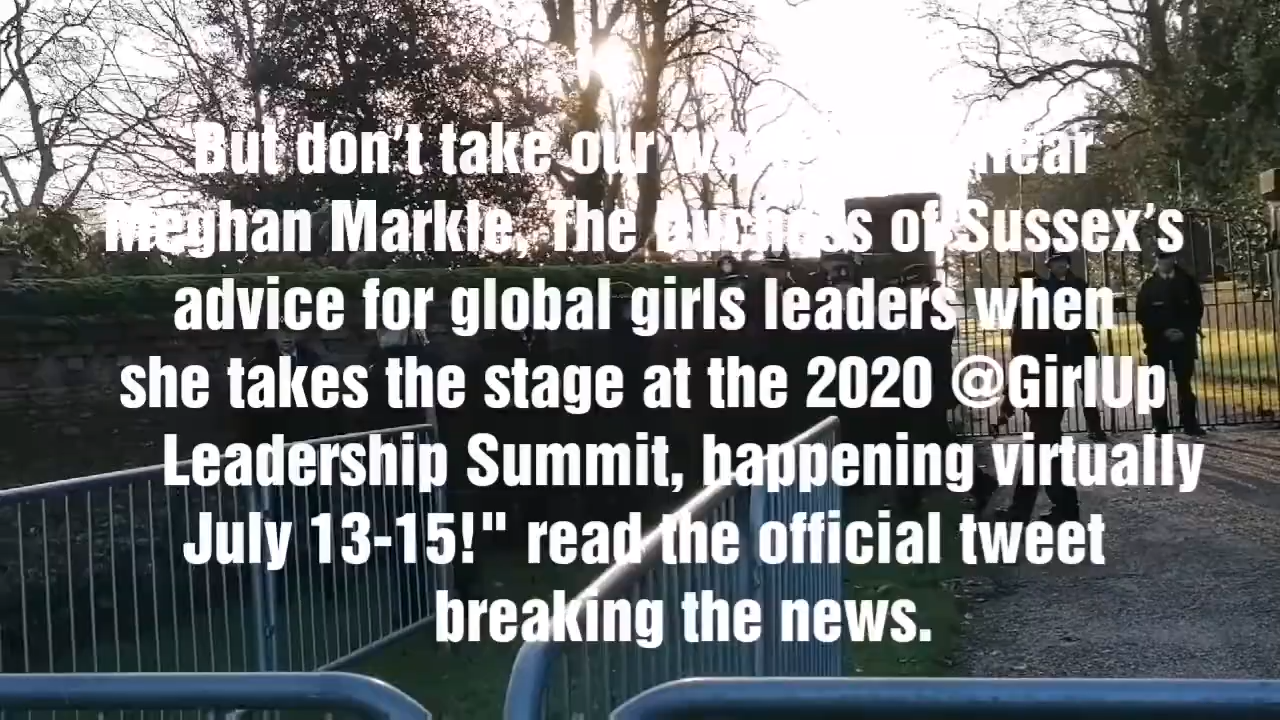 But don't take our hear
Meghan Markle, The Duchess of Sussex's
advice for global girls leaders when
she takes the stage at the 2020 @GirlUp
Leadership Summit, happening virtually
July 13-15!" read the official tweet
breaking the news.